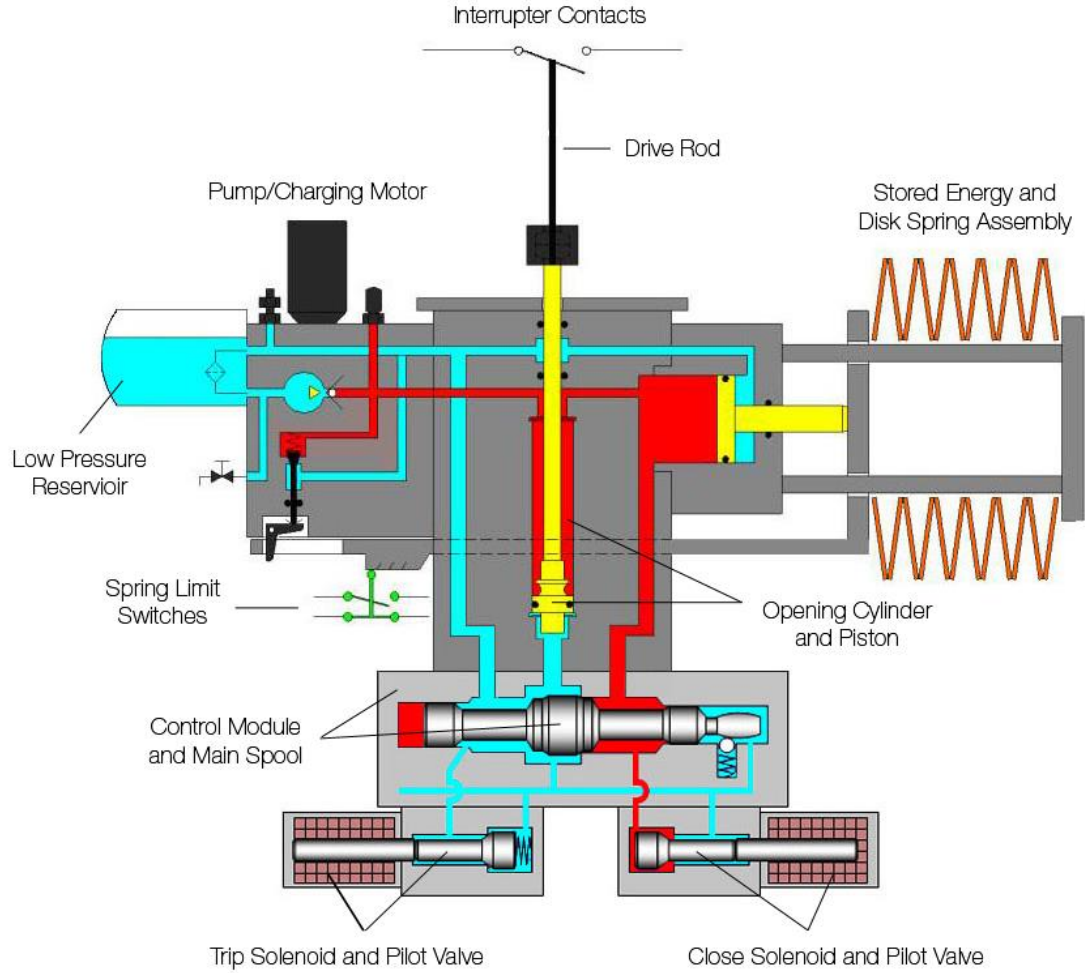 Interrupter Contacts
Drive Rod
Pump/Charging Motor
Stored Energy and
Disk Spring Assembly
Low Pressure
Reservioir
Spring Limit
Switches
Opening Cylinder
and Piston
Control Module
and Main Spool
Trip Solenoid and Pilot Valve
Close Solenoid and Pilot Valve